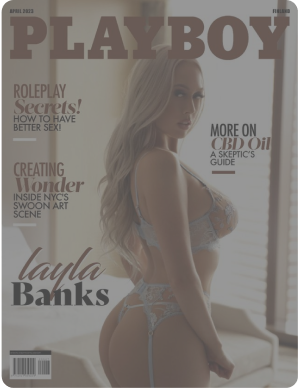 APRIL 2023
PLAYBOY
ROLEPLAY
Secrets!
HOW TO HAVE
BETTER SEX!
MORE ON
CBD Oil
A SKEPTIC'S
GUIDE
CREATING
Wonder
INSIDE NYC'S
SWOON ART
SCENE
layla
Banks